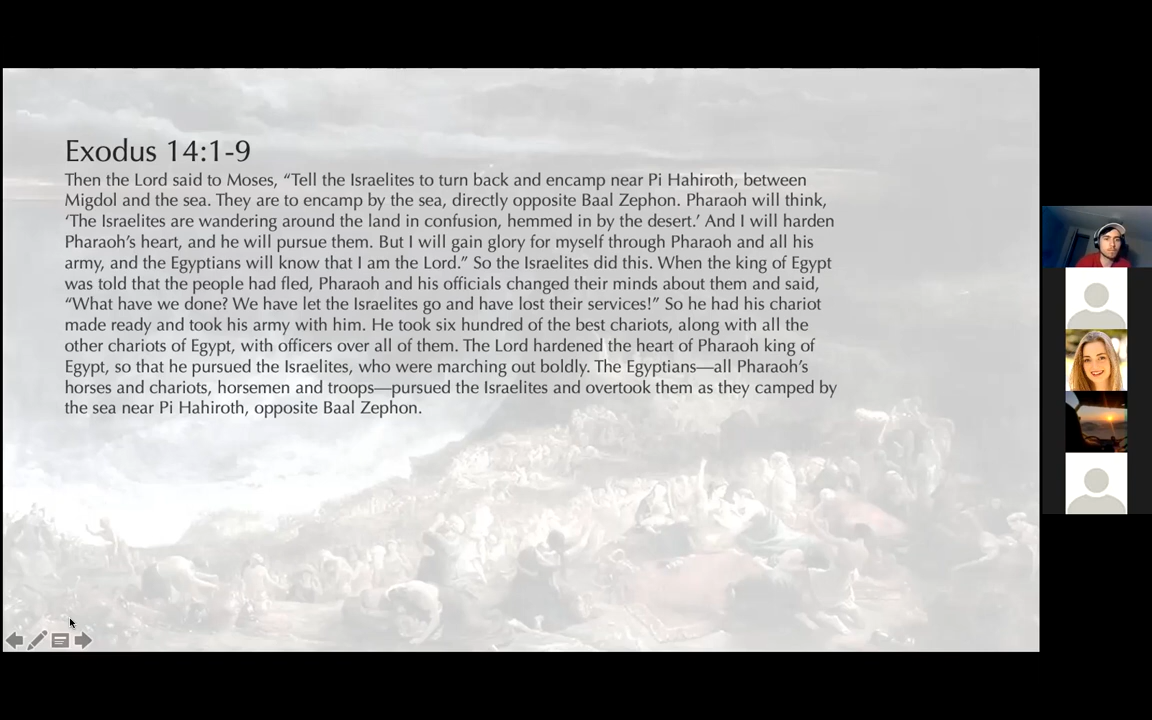 Exodus 14:1-9
Then the Lord said to Moses, “Tell the Israelites to turn back and encamp near Pi Hahiroth, between
Migdol and the sea. They are to encamp by the sea, directly opposite Baal Zephon. Pharaoh will think,
‘The Israelites are wandering around the land in confusion, hemmed in by the desert.’ And I will harden
Pharaoh’s heart, and he will pursue them. But I will gain glory for myself through Pharaoh and all his
army, and the Egyptians will know that I am the Lord.” So the Israelites did this. When the king of Egypt
was told that the people had fled, Pharaoh and his officials changed their minds about them and said,
“What have we done? We have let the Israelites go and have lost their services!” So he had his chariot
made ready and took his army with him. He took six hundred of the best chariots, along with all the
other chariots of Egypt, with officers over all of them. The Lord hardened the heart of Pharaoh king of
Egypt, so that he pursued the Israelites, who were marching out boldly. The Egyptians—all Pharaoh’s
horses and chariots, horsemen and troops—pursued the Israelites and overtook them as they camped by
the sea near Pi Hahiroth, opposite Baal Zephon.